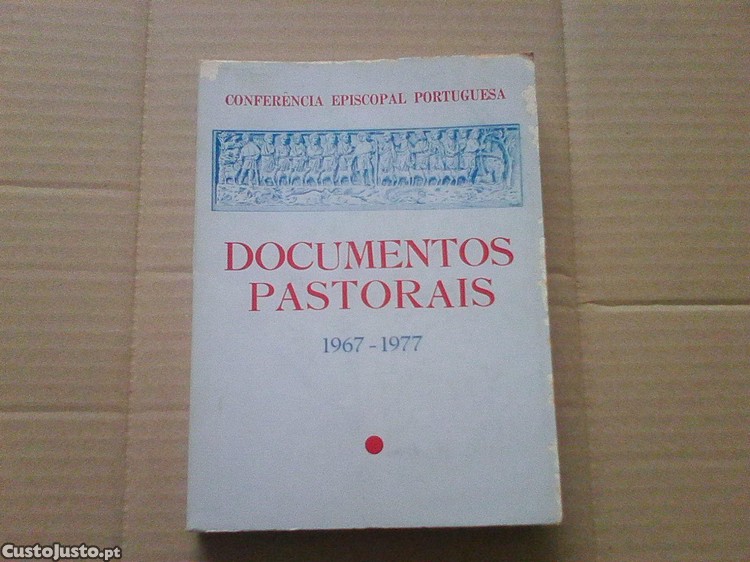 CONFERÊNCIA EPISCOPAL PORTUGUESA
DOCUMENTOS
PASTORAIS
1967 - 1977
CustoJusto.pt